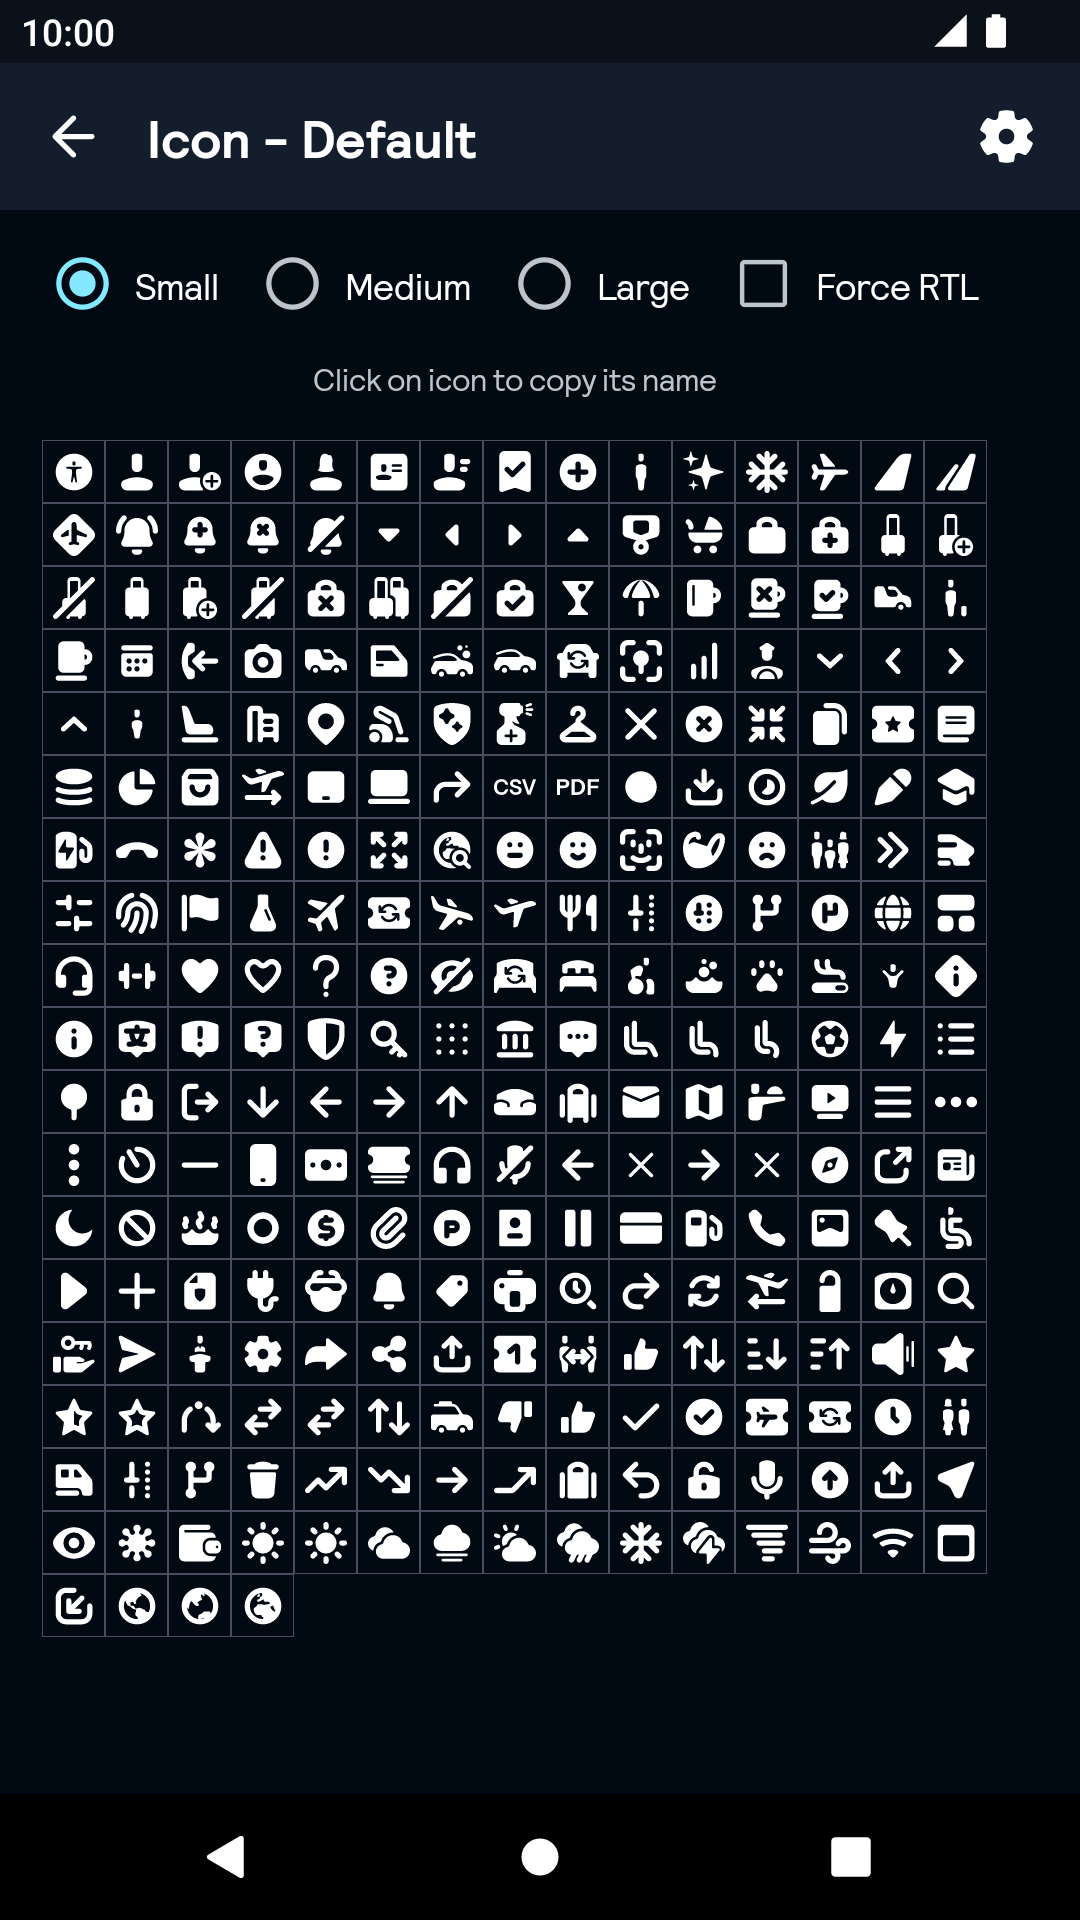 10:00
Icon - Default
Small
Medium
Large
Force RTL
Click on icon to copy its name
CSV
PDF